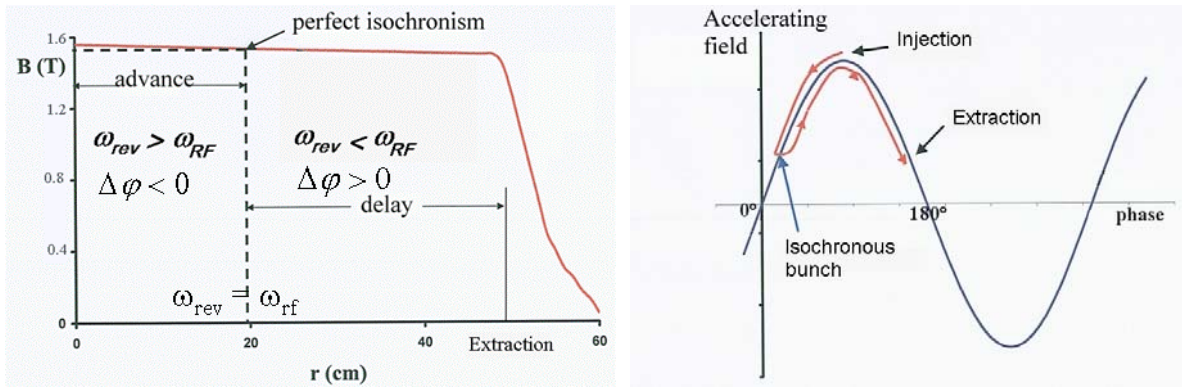 perfect isochronism
1.6
B (T)
advance
1.2
ω_rev > ω_RF
ω_rev < ω_RF
Δφ < 0
Δφ > 0
0.8
delay
0.4
ω_rev = ω_rf
0
0
20
40
Extraction
60
r (cm)
Accelerating
field
Injection
Extraction
0°
180°
phase
Isochronous
bunch